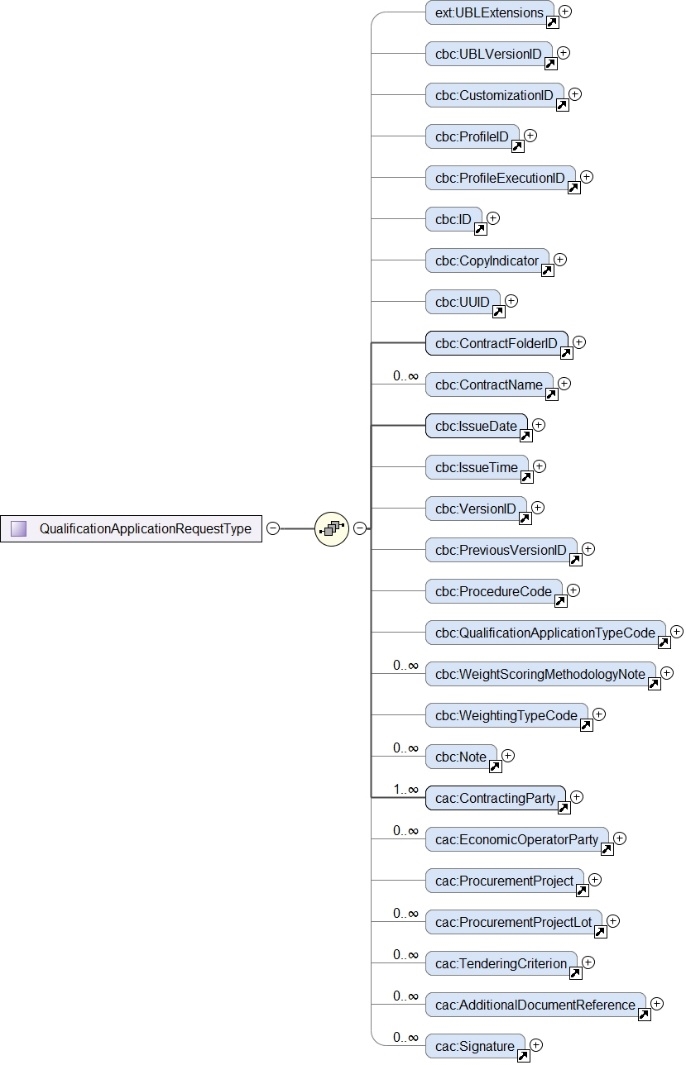 ext:UBLExtensions
cbc:UBLVersionID
cbc:CustomizationID
cbc:ProfileID
cbc:ProfileExecutionID
cbc:ID
cbc:CopyIndicator
cbc:UUID
cbc:ContractFolderID
0..∞ cbc:ContractName
cbc:IssueDate
cbc:IssueTime
cbc:VersionID
QualificationApplicationRequestType
cbc:PreviousVersionID
cbc:ProcedureCode
cbc:QualificationApplicationTypeCode
0..∞ cbc:WeightScoringMethodologyNote
cbc:WeightingTypeCode
0..∞ cbc:Note
1..∞ cac:ContractingParty
0..∞ cac:EconomicOperatorParty
cac:ProcurementProject
0..∞ cac:ProcurementProjectLot
0..∞ cac:TenderingCriterion
0..∞ cac:AdditionalDocumentReference
0..∞ cac:Signature